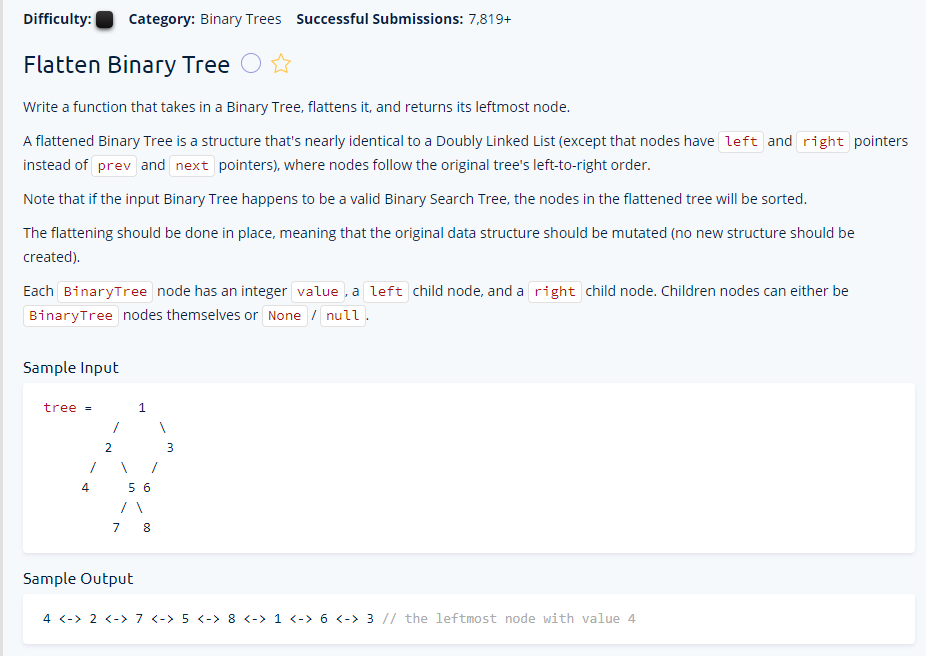 Difficulty: Category: Binary Trees Successful Submissions: 7,819+
Flatten Binary Tree
Write a function that takes in a Binary Tree, flattens it, and returns its leftmost node.
A flattened Binary Tree is a structure that's nearly identical to a Doubly Linked List (except that nodes have left and right pointers
instead of prev and next pointers), where nodes follow the original tree's left-to-right order.
Note that if the input Binary Tree happens to be a valid Binary Search Tree, the nodes in the flattened tree will be sorted.
The flattening should be done in place, meaning that the original data structure should be mutated (no new structure should be
created).
Each BinaryTree node has an integer value, a left child node, and a right child node. Children nodes can either be
BinaryTree nodes themselves or None / null.
Sample Input
tree =      1
         /     \
        2       3
      /   \   /
     4     5 6
          / \
         7   8
Sample Output
4 <-> 2 <-> 7 <-> 5 <-> 8 <-> 1 <-> 6 <-> 3 // the leftmost node with value 4